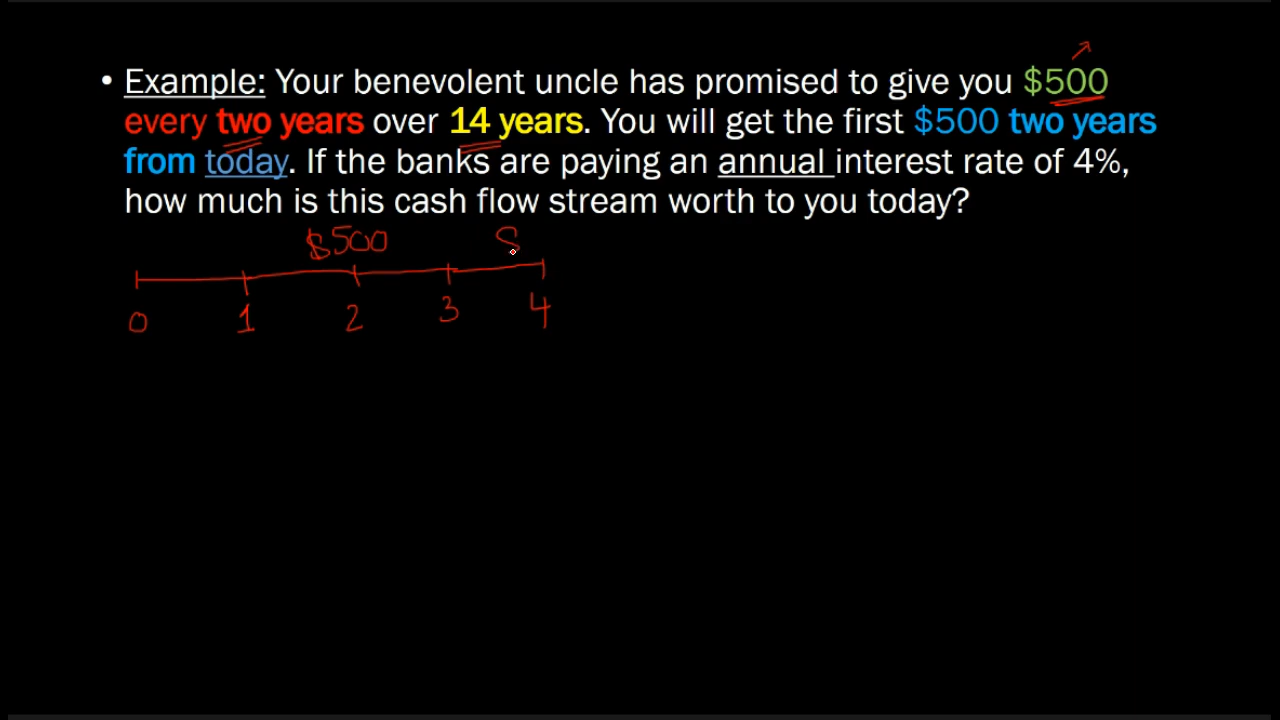 • Example: Your benevolent uncle has promised to give you $500
every two years over 14 years. You will get the first $500 two years
from today. If the banks are paying an annual interest rate of 4%,
how much is this cash flow stream worth to you today?
$500 S
0 1 2 3 4